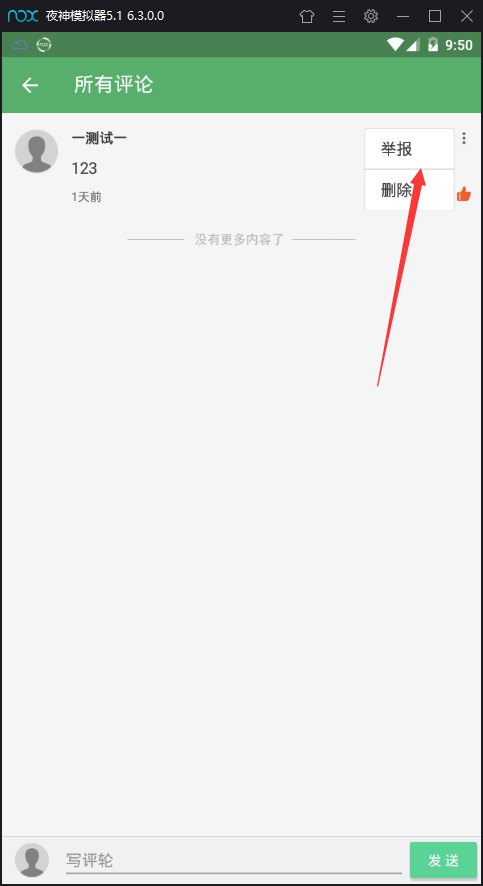 nox 夜神模拟器5.1 6.3.0.0
9:50
所有评论
一测试一
举报
123
删除
1天前
没有更多内容了
写评轮
发 送